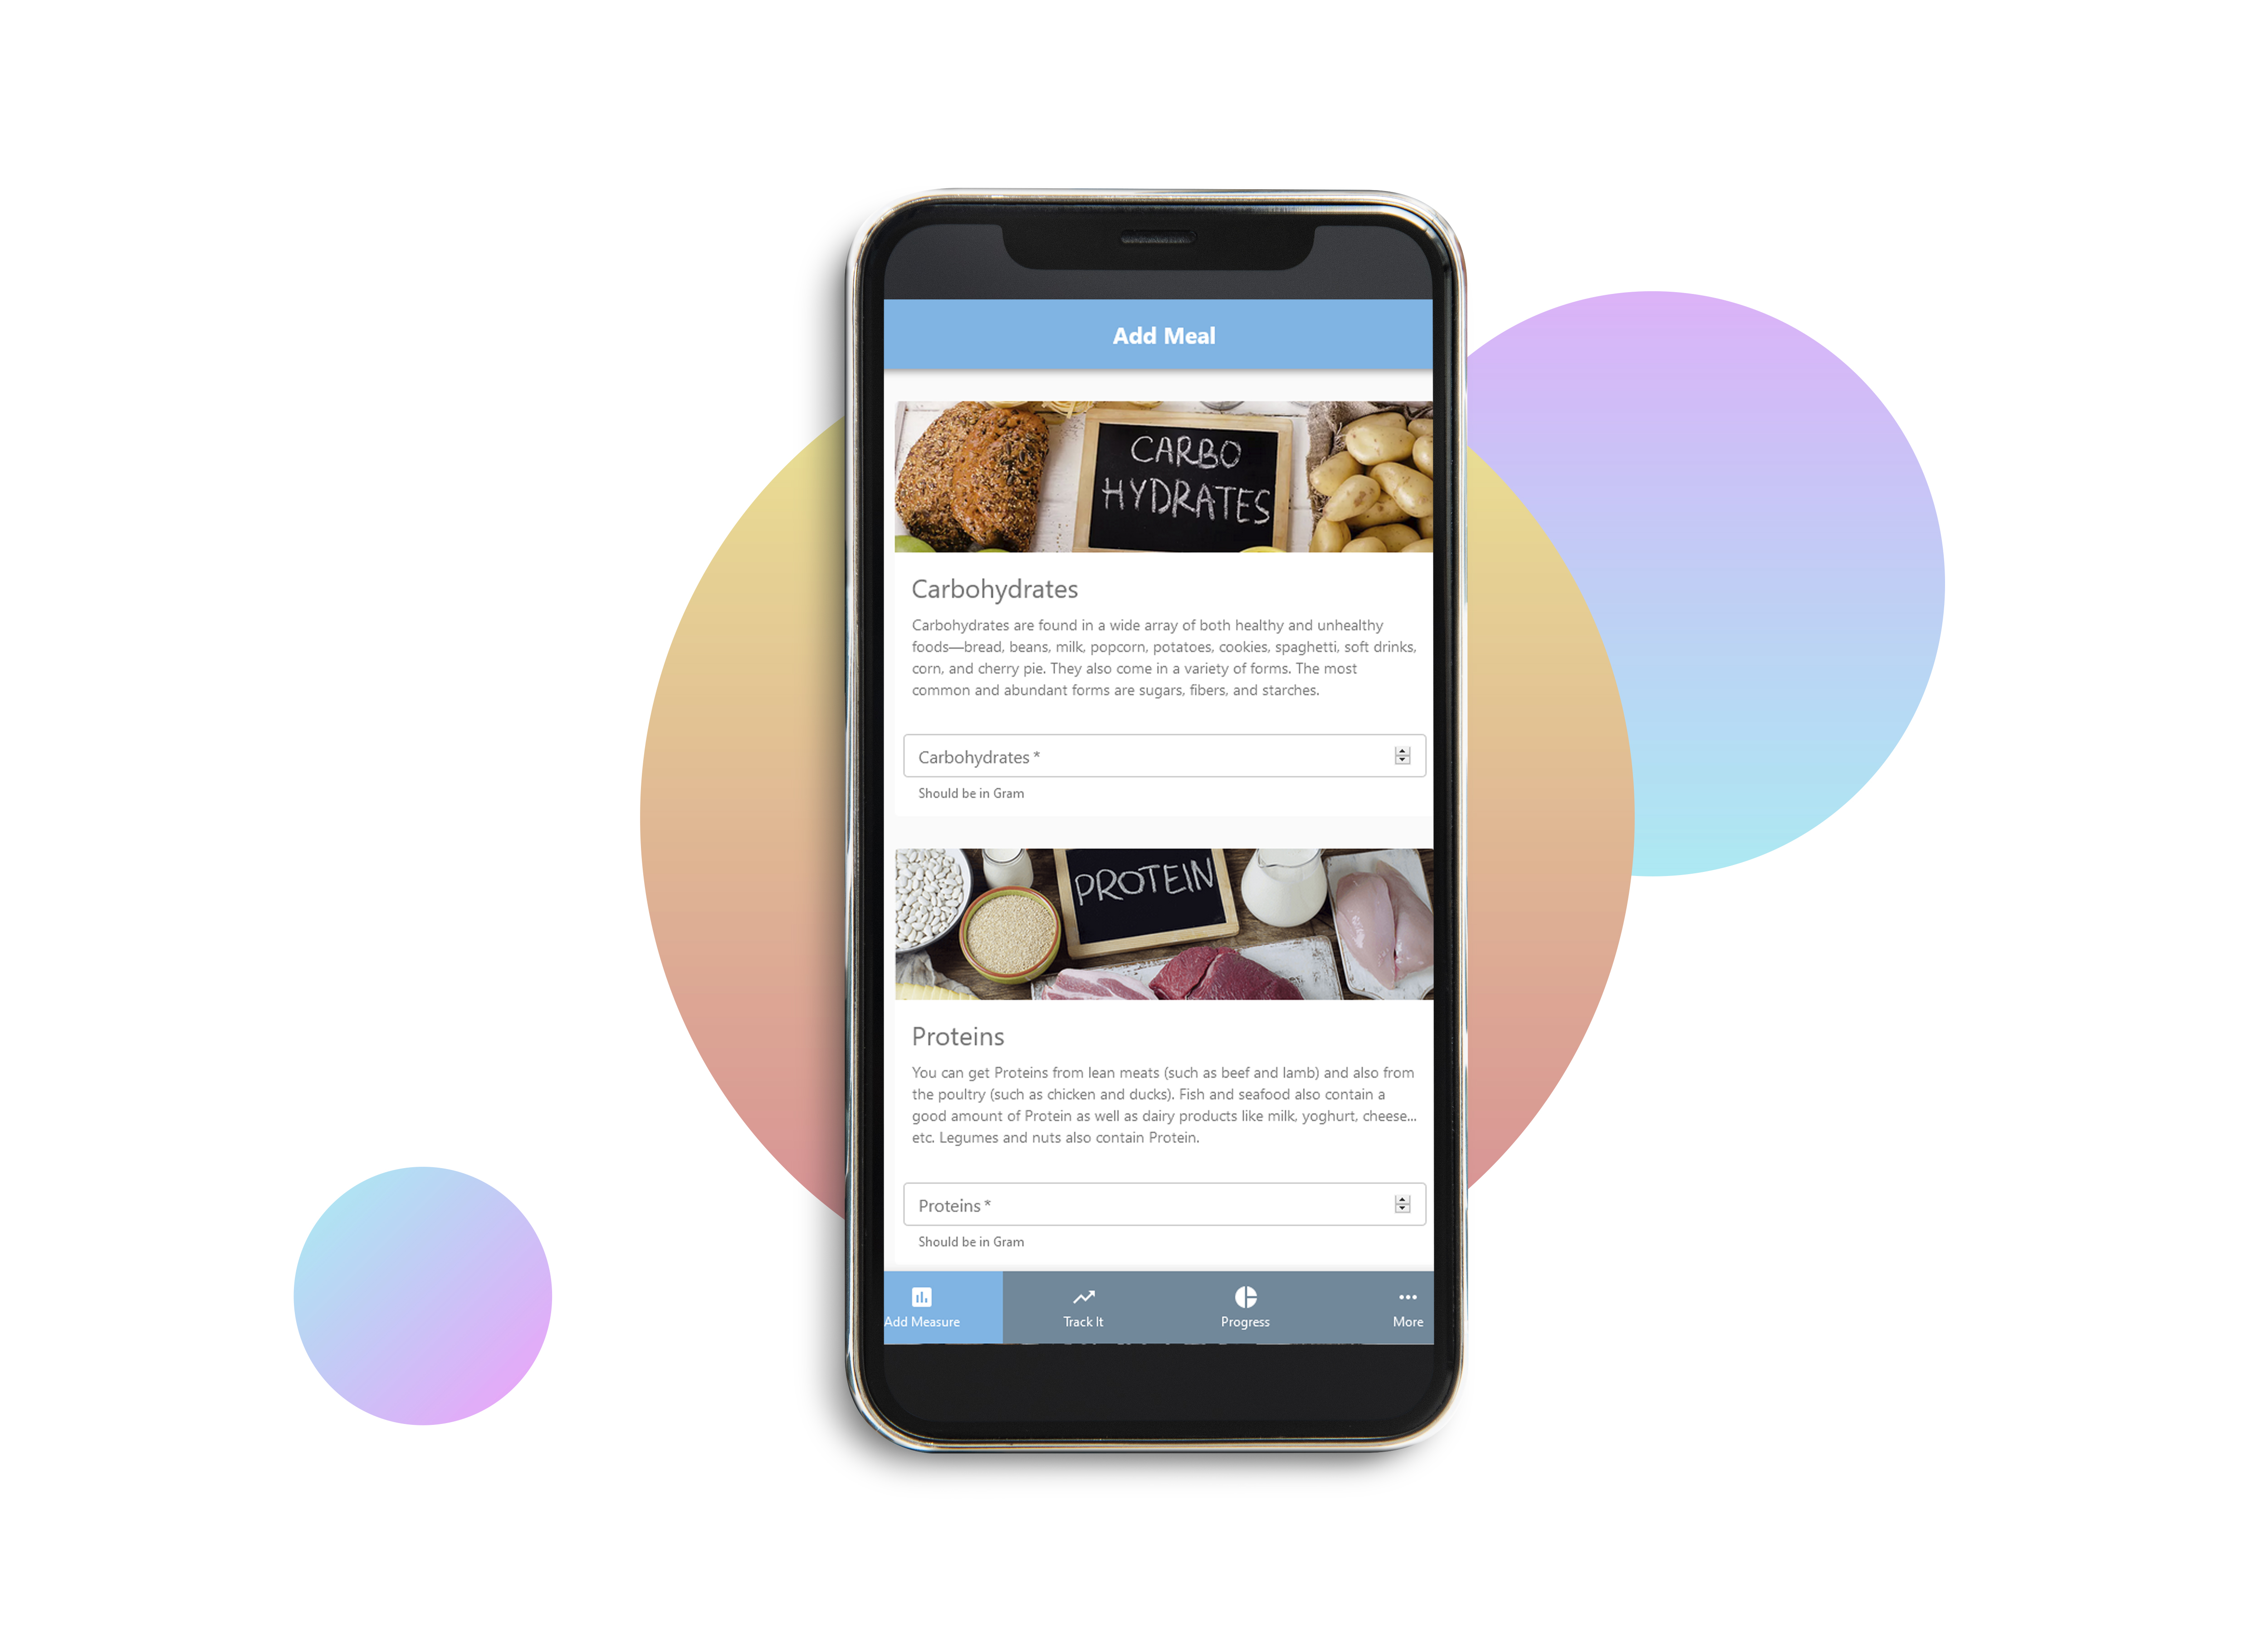 Add Meal
CARBO
HYDRATES
Carbohydrates
Carbohydrates are found in a wide array of both healthy and unhealthy
foods—bread, beans, milk, popcorn, potatoes, cookies, spaghetti, soft drinks,
corn, and cherry pie. They also come in a variety of forms. The most
common and abundant forms are sugars, fibers, and starches.
Carbohydrates *
Should be in Gram
PROTEIN
Proteins
You can get Proteins from lean meats (such as beef and lamb) and also from
the poultry (such as chicken and ducks). Fish and seafood also contain a
good amount of Protein as well as dairy products like milk, yoghurt, cheese...
etc. Legumes and nuts also contain Protein.
Proteins *
Should be in Gram
Add Measure
Track It
Progress
More